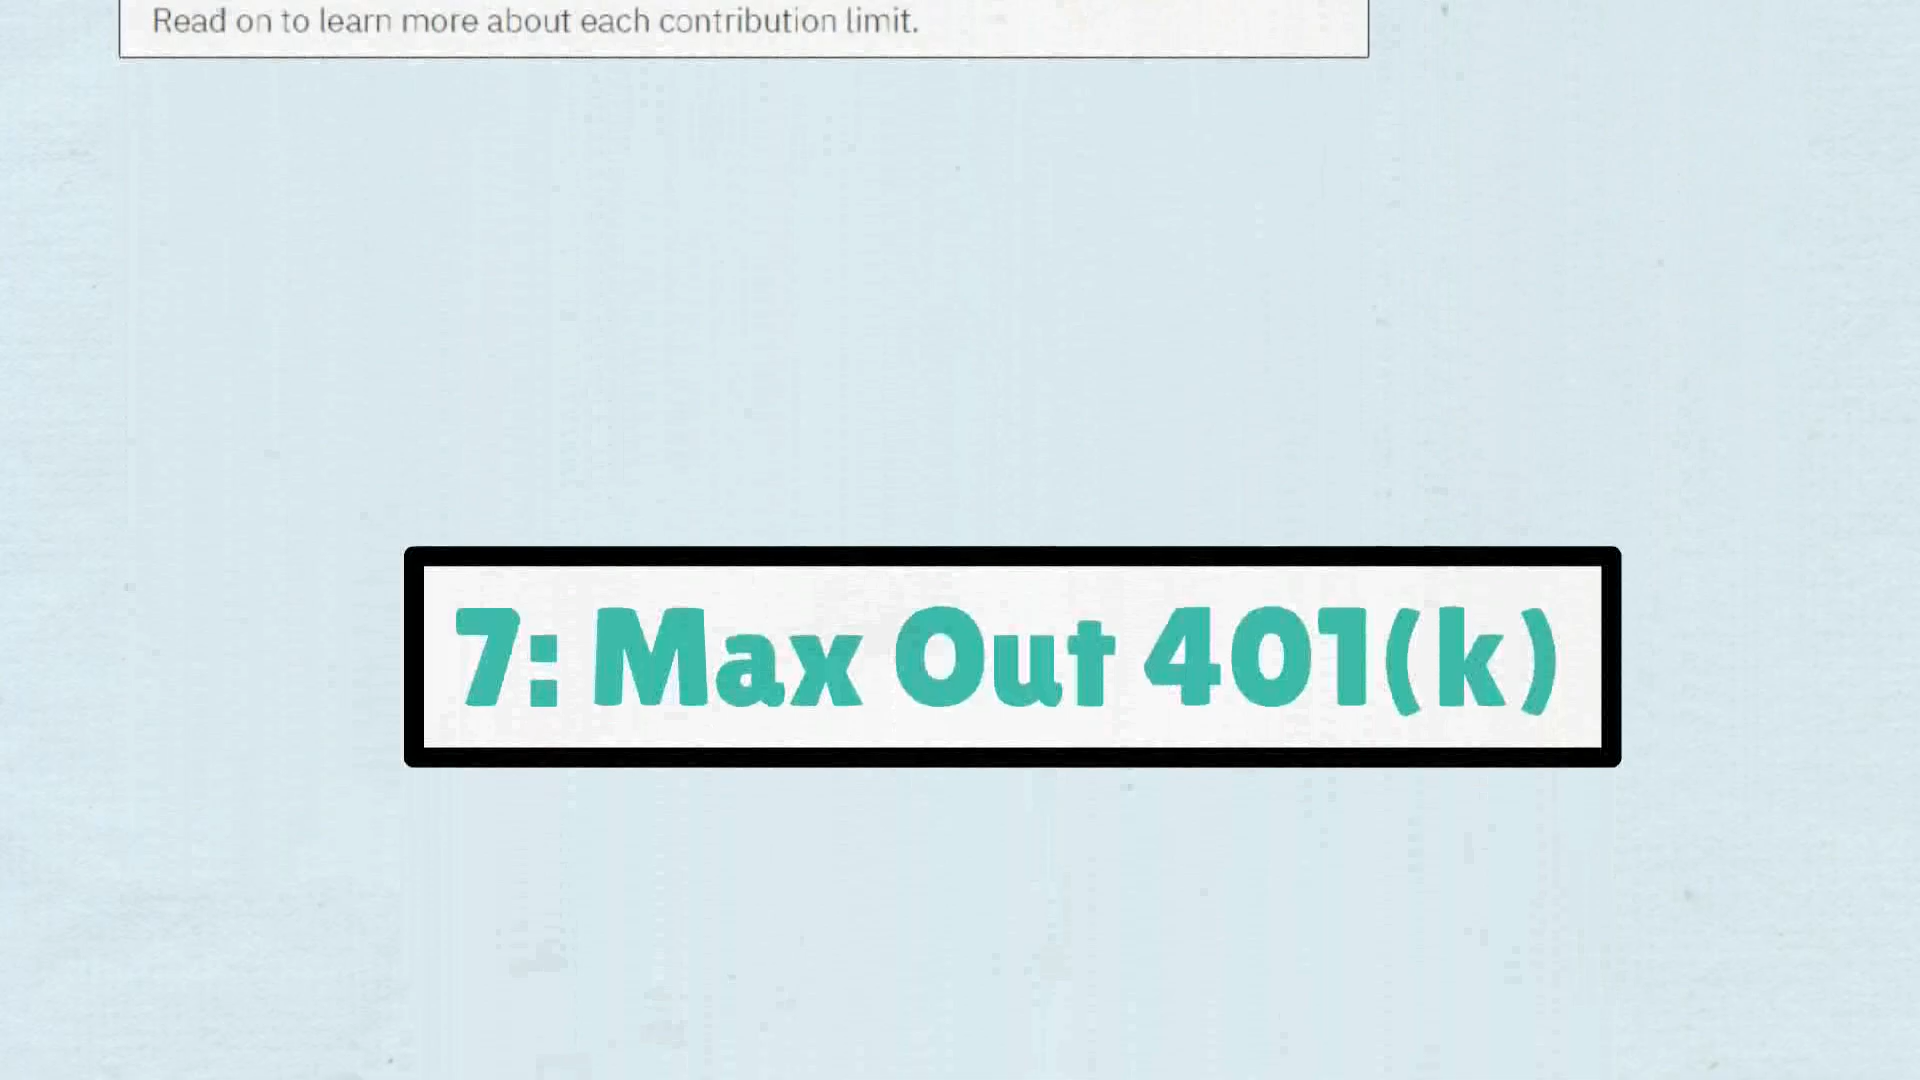 Read on to learn more about each contribution limit.
7: Max Out 401(k)